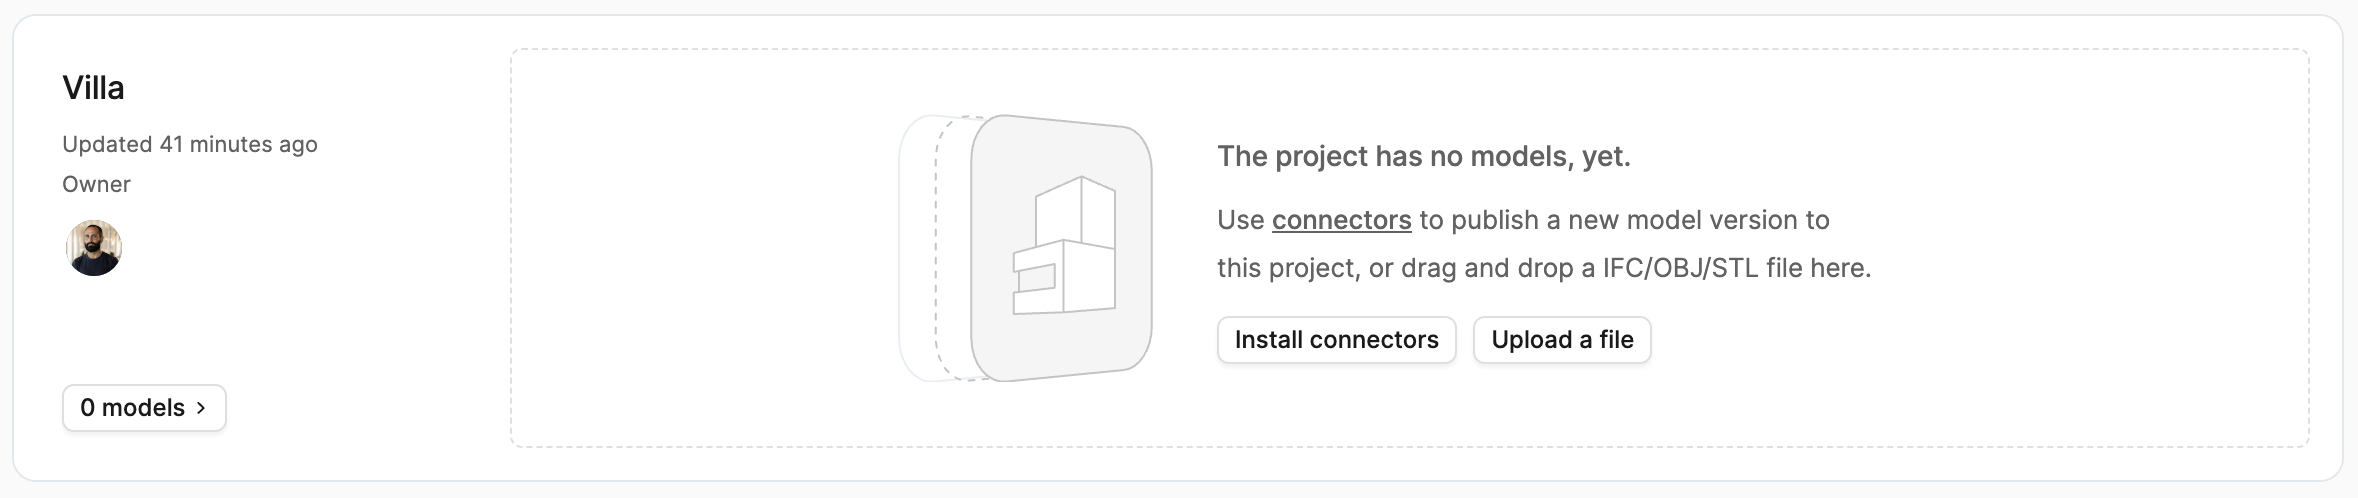 Villa
Updated 41 minutes ago
Owner
0 models
The project has no models, yet.
Use connectors to publish a new model version to
this project, or drag and drop a IFC/OBJ/STL file here.
Install connectors
Upload a file